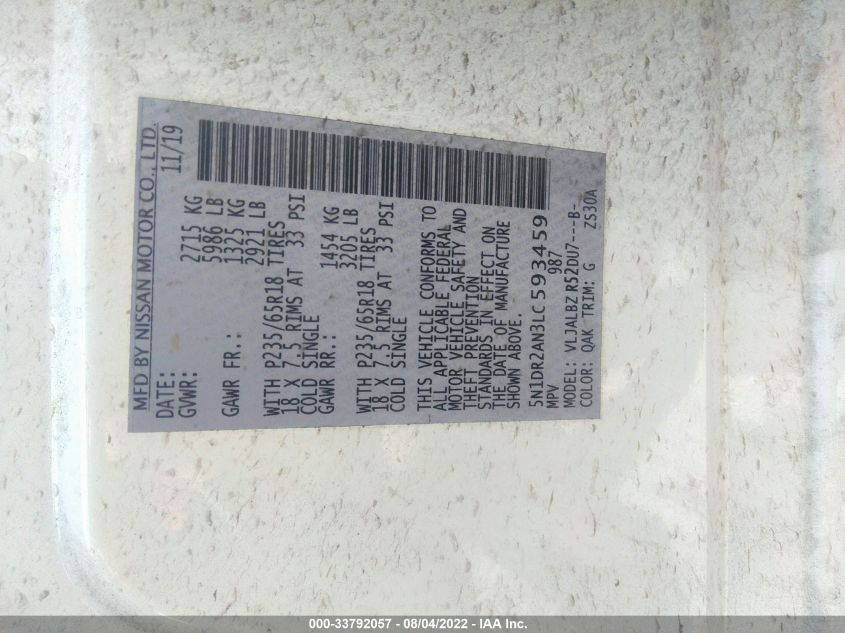 MFD BY NISSAN MOTOR CO., LTD.
DATE: 11/19
GVWR: 2715 KG
5986 LB
GAWR FR.: 1325 KG
2921 LB
WITH P235/65R18 TIRES
18 X 7.5 RIMS AT 33 PSI
COLD SINGLE
GAWR RR.: 1454 KG
3205 LB
WITH P235/65R18 TIRES
18 X 7.5 RIMS AT 33 PSI
COLD SINGLE
THIS VEHICLE CONFORMS TO
ALL APPLICABLE FEDERAL
MOTOR VEHICLE SAFETY AND
THEFT PREVENTION
STANDARDS IN EFFECT ON
THE DATE OF MANUFACTURE
SHOWN ABOVE.
5N1DR2AN3LC593459
MPV 987
MODEL: VLJALBZ R52DU7---B-
COLOR: QAK TRIM: G ZS30A
000-33792057 - 08/04/2022 - IAA Inc.